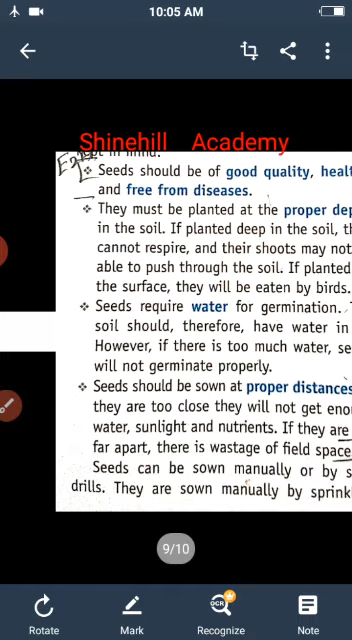 10:05 AM
Shinehill Academy
Seeds should be of good quality,
and free from diseases.
They must be planted at the proper
in the soil. If planted deep in the soil,
cannot respire, and their shoots may not
able to push through the soil. If planted
the surface, they will be eaten by birds.
Seeds require water for germination.
soil should, therefore, have water in
However, if there is too much water,
will not germinate properly.
Seeds should be sown at proper distances
they are too close they will not get
water, sunlight and nutrients. If they are
far apart, there is wastage of field space
Seeds can be sown manually or by
drills. They are sown manually by
9/10
OCR
Rotate Mark Recognize Note